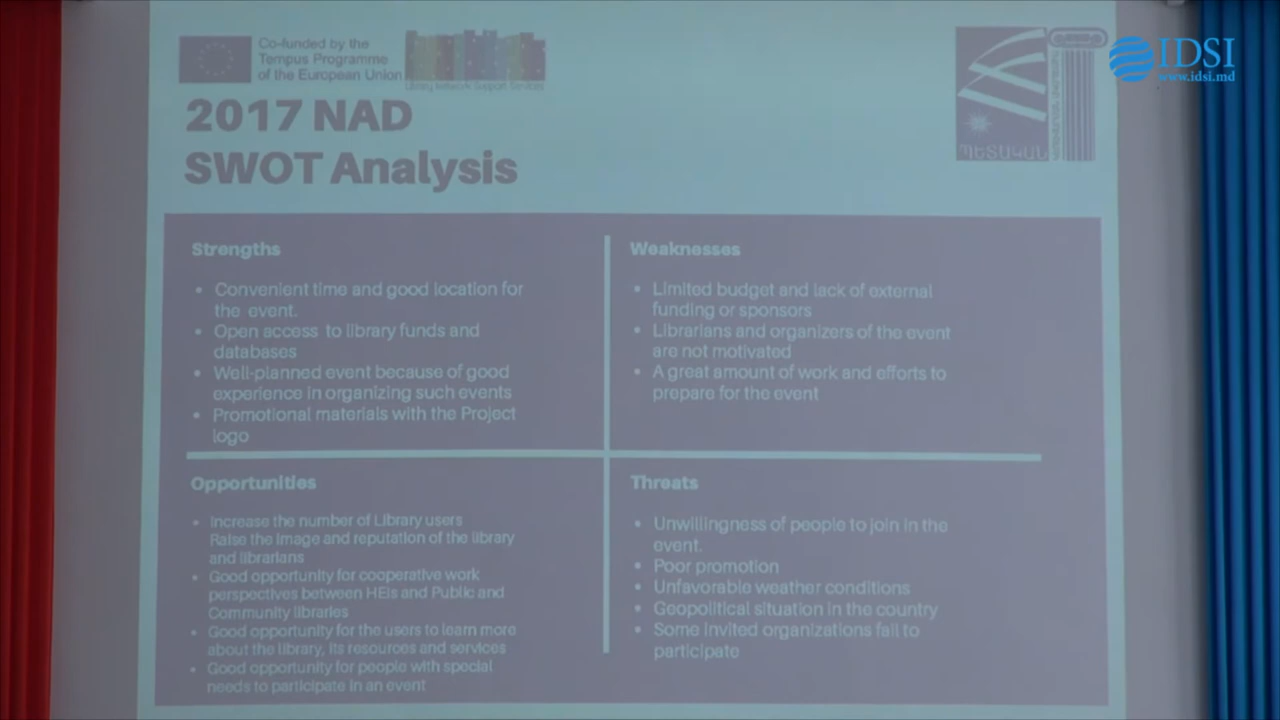 Co-funded by the
Tempus Programme
of the European Union
Library Network Support Services
2017 NAD
SWOT Analysis
ՊԵՏԱԿԱՆ
IDSI
www.idsi.md
Strengths
• Convenient time and good location for
the event.
• Open access to library funds and
databases
• Well-planned event because of good
experience in organizing such events
• Promotional materials with the Project
logo
Weaknesses
• Limited budget and lack of external
funding or sponsors
• Librarians and organizers of the event
are not motivated
• A great amount of work and efforts to
prepare for the event
Opportunities
• Increase the number of Library users
Raise the image and reputation of the library
and librarians
• Good opportunity for cooperative work
perspectives between HEIs and Public and
Community libraries
• Good opportunity for the users to learn more
about the library, its resources and services
• Good opportunity for people with special
needs to participate in an event
Threats
• Unwillingness of people to join in the
event.
• Poor promotion
• Unfavorable weather conditions
• Geopolitical situation in the country
• Some invited organizations fail to
participate